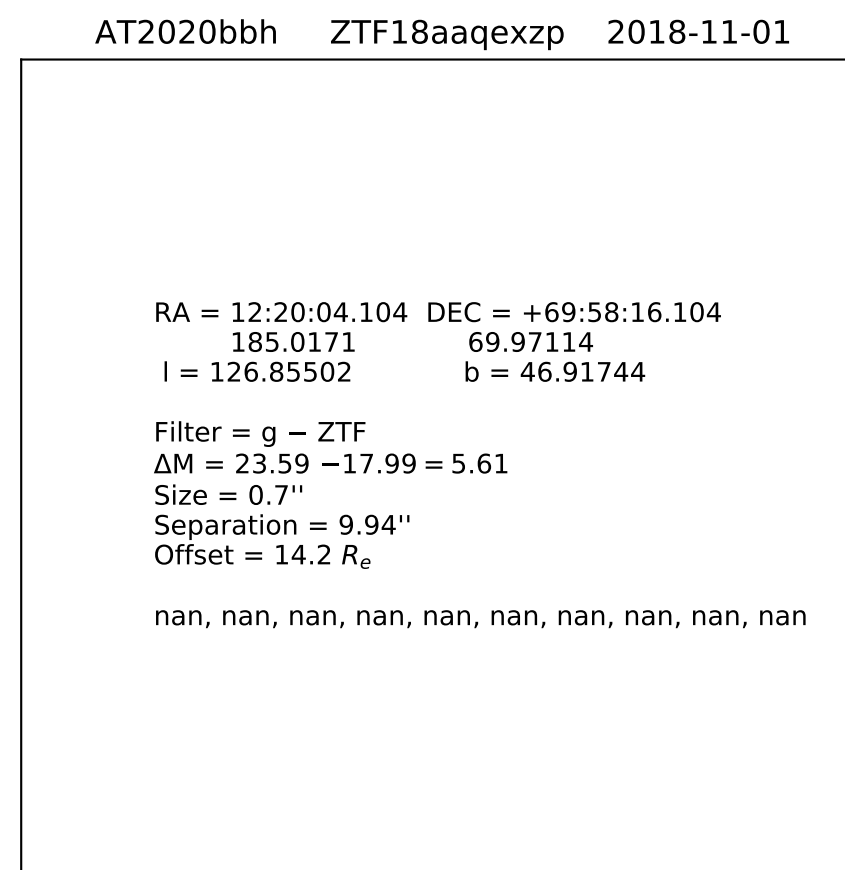 AT2020bbh ZTF18aaqexzp 2018-11-01
RA = 12:20:04.104 DEC = +69:58:16.104
185.0171 69.97114
l = 126.85502 b = 46.91744
Filter = g − ZTF
ΔM = 23.59 −17.99 = 5.61
Size = 0.7''
Separation = 9.94''
Offset = 14.2 Re
nan, nan, nan, nan, nan, nan, nan, nan, nan, nan